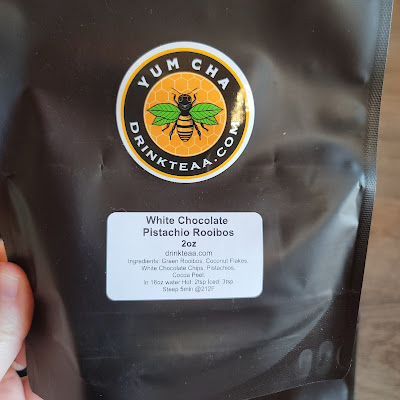 YUM CHA
DRINKTEAA.COM
White Chocolate
Pistachio Rooibos
2oz
drinkteaa.com
Ingredients: Green Rooibos, Coconut Flakes,
White Chocolate Chips, Pistachios,
Cocoa Peel.
In 16oz water Hot: 2tsp Iced: 3tsp
Steep 5min @212F